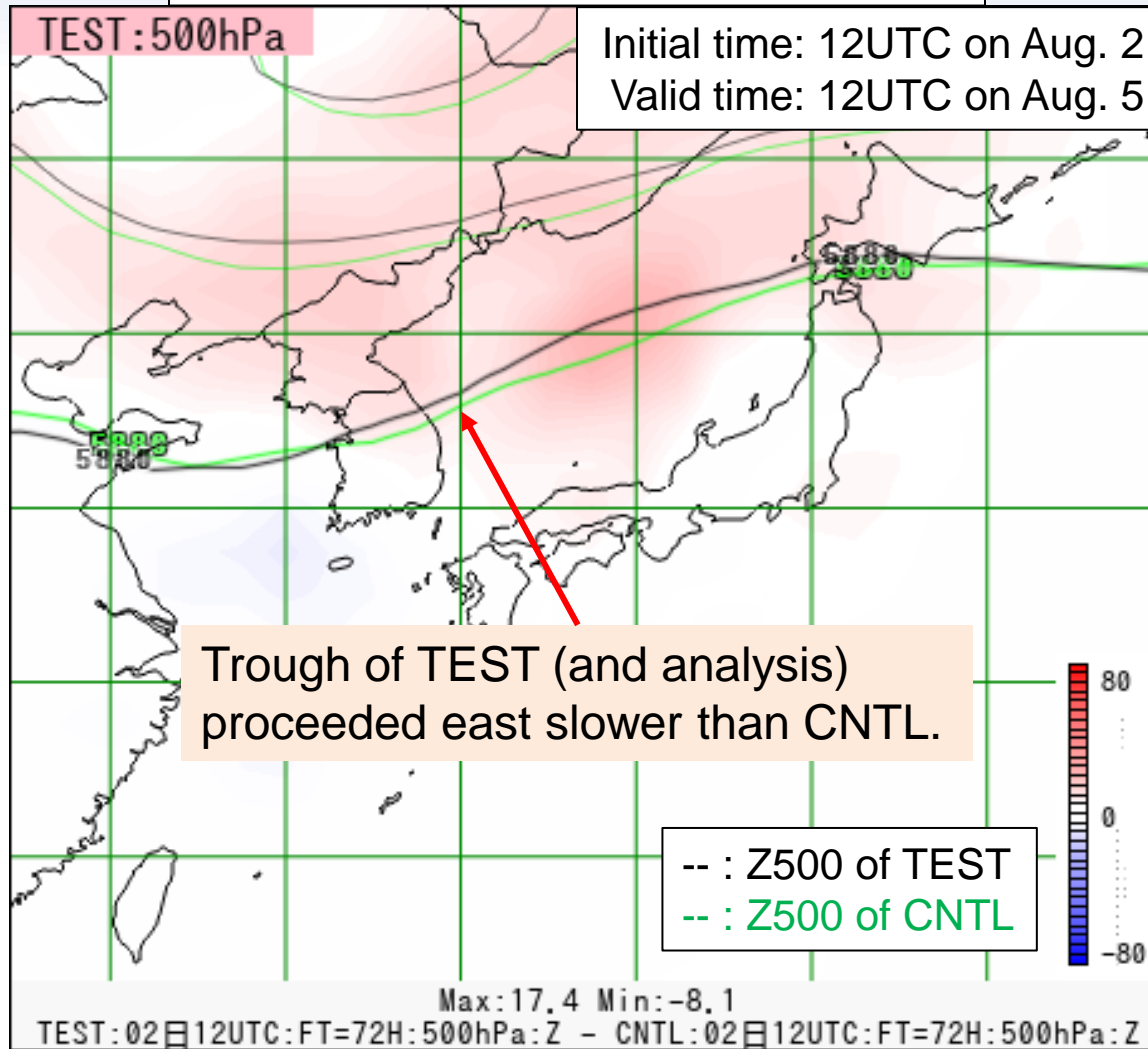 TEST:500hPa
Initial time: 12UTC on Aug. 2
Valid time: 12UTC on Aug. 5
5880
5880
5880
5880
Trough of TEST (and analysis)
proceeded east slower than CNTL.
80
0
-80
-- : Z500 of TEST
-- : Z500 of CNTL
Max:17.4 Min:-8.1
TEST:02日12UTC:FT=72H:500hPa:Z - CNTL:02日12UTC:FT=72H:500hPa:Z